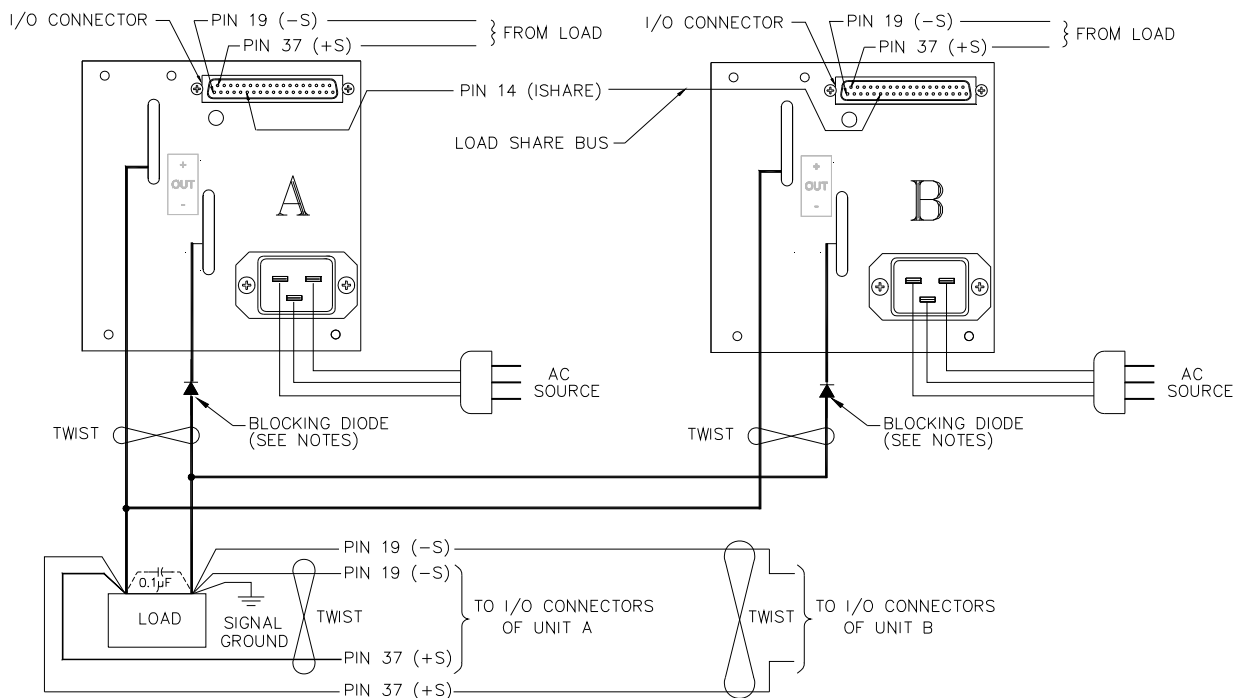 I/O CONNECTOR
PIN 19 (-S)
PIN 37 (+S)
FROM LOAD
I/O CONNECTOR
PIN 19 (-S)
PIN 37 (+S)
FROM LOAD
PIN 14 (ISHARE)
LOAD SHARE BUS
+
OUT
-
A
+
OUT
-
B
AC
SOURCE
AC
SOURCE
BLOCKING DIODE
(SEE NOTES)
TWIST
BLOCKING DIODE
(SEE NOTES)
TWIST
PIN 19 (-S)
PIN 19 (-S)
0.1µF
LOAD
SIGNAL
GROUND
TWIST
TO I/O CONNECTORS
OF UNIT A
TWIST
TO I/O CONNECTORS
OF UNIT B
PIN 37 (+S)
PIN 37 (+S)